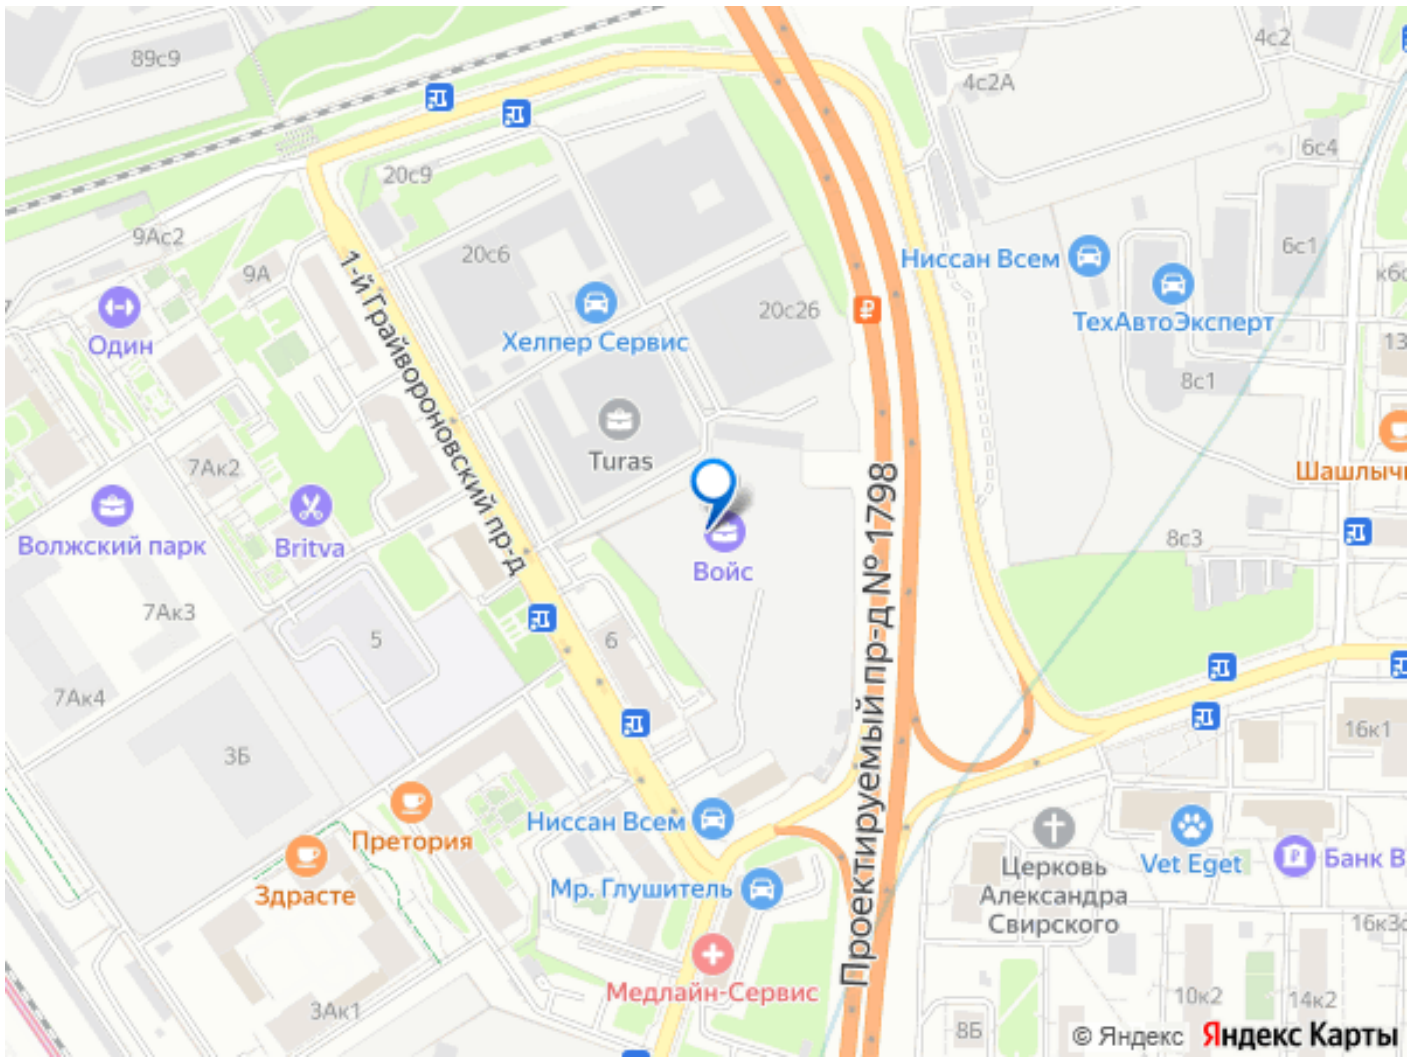 89с9
4с2
4с2А
6с4
20с9
9Ас2
9А
20с6
6с1
Ниссан Всем
1-й Грайвороновский пр-д
Один
Хелпер Сервис
20с26
ТехАвтоЭксперт
13
8с1
Turas
7Ак2
Шашлычн
Волжский парк
Britva
Войс
8с3
7Ак3
5
6
7Ак4
3Б
Проектируемый пр-д № 1798
16к1
Ниссан Всем
Претория
Здрасте
Мр. Глушитель
Церковь
Александра
Свирского
Vet Eget
Банк В
16к3с
Медлайн-Сервис
3Ак1
10к2
14к2
8Б
© Яндекс Яндекс Карты